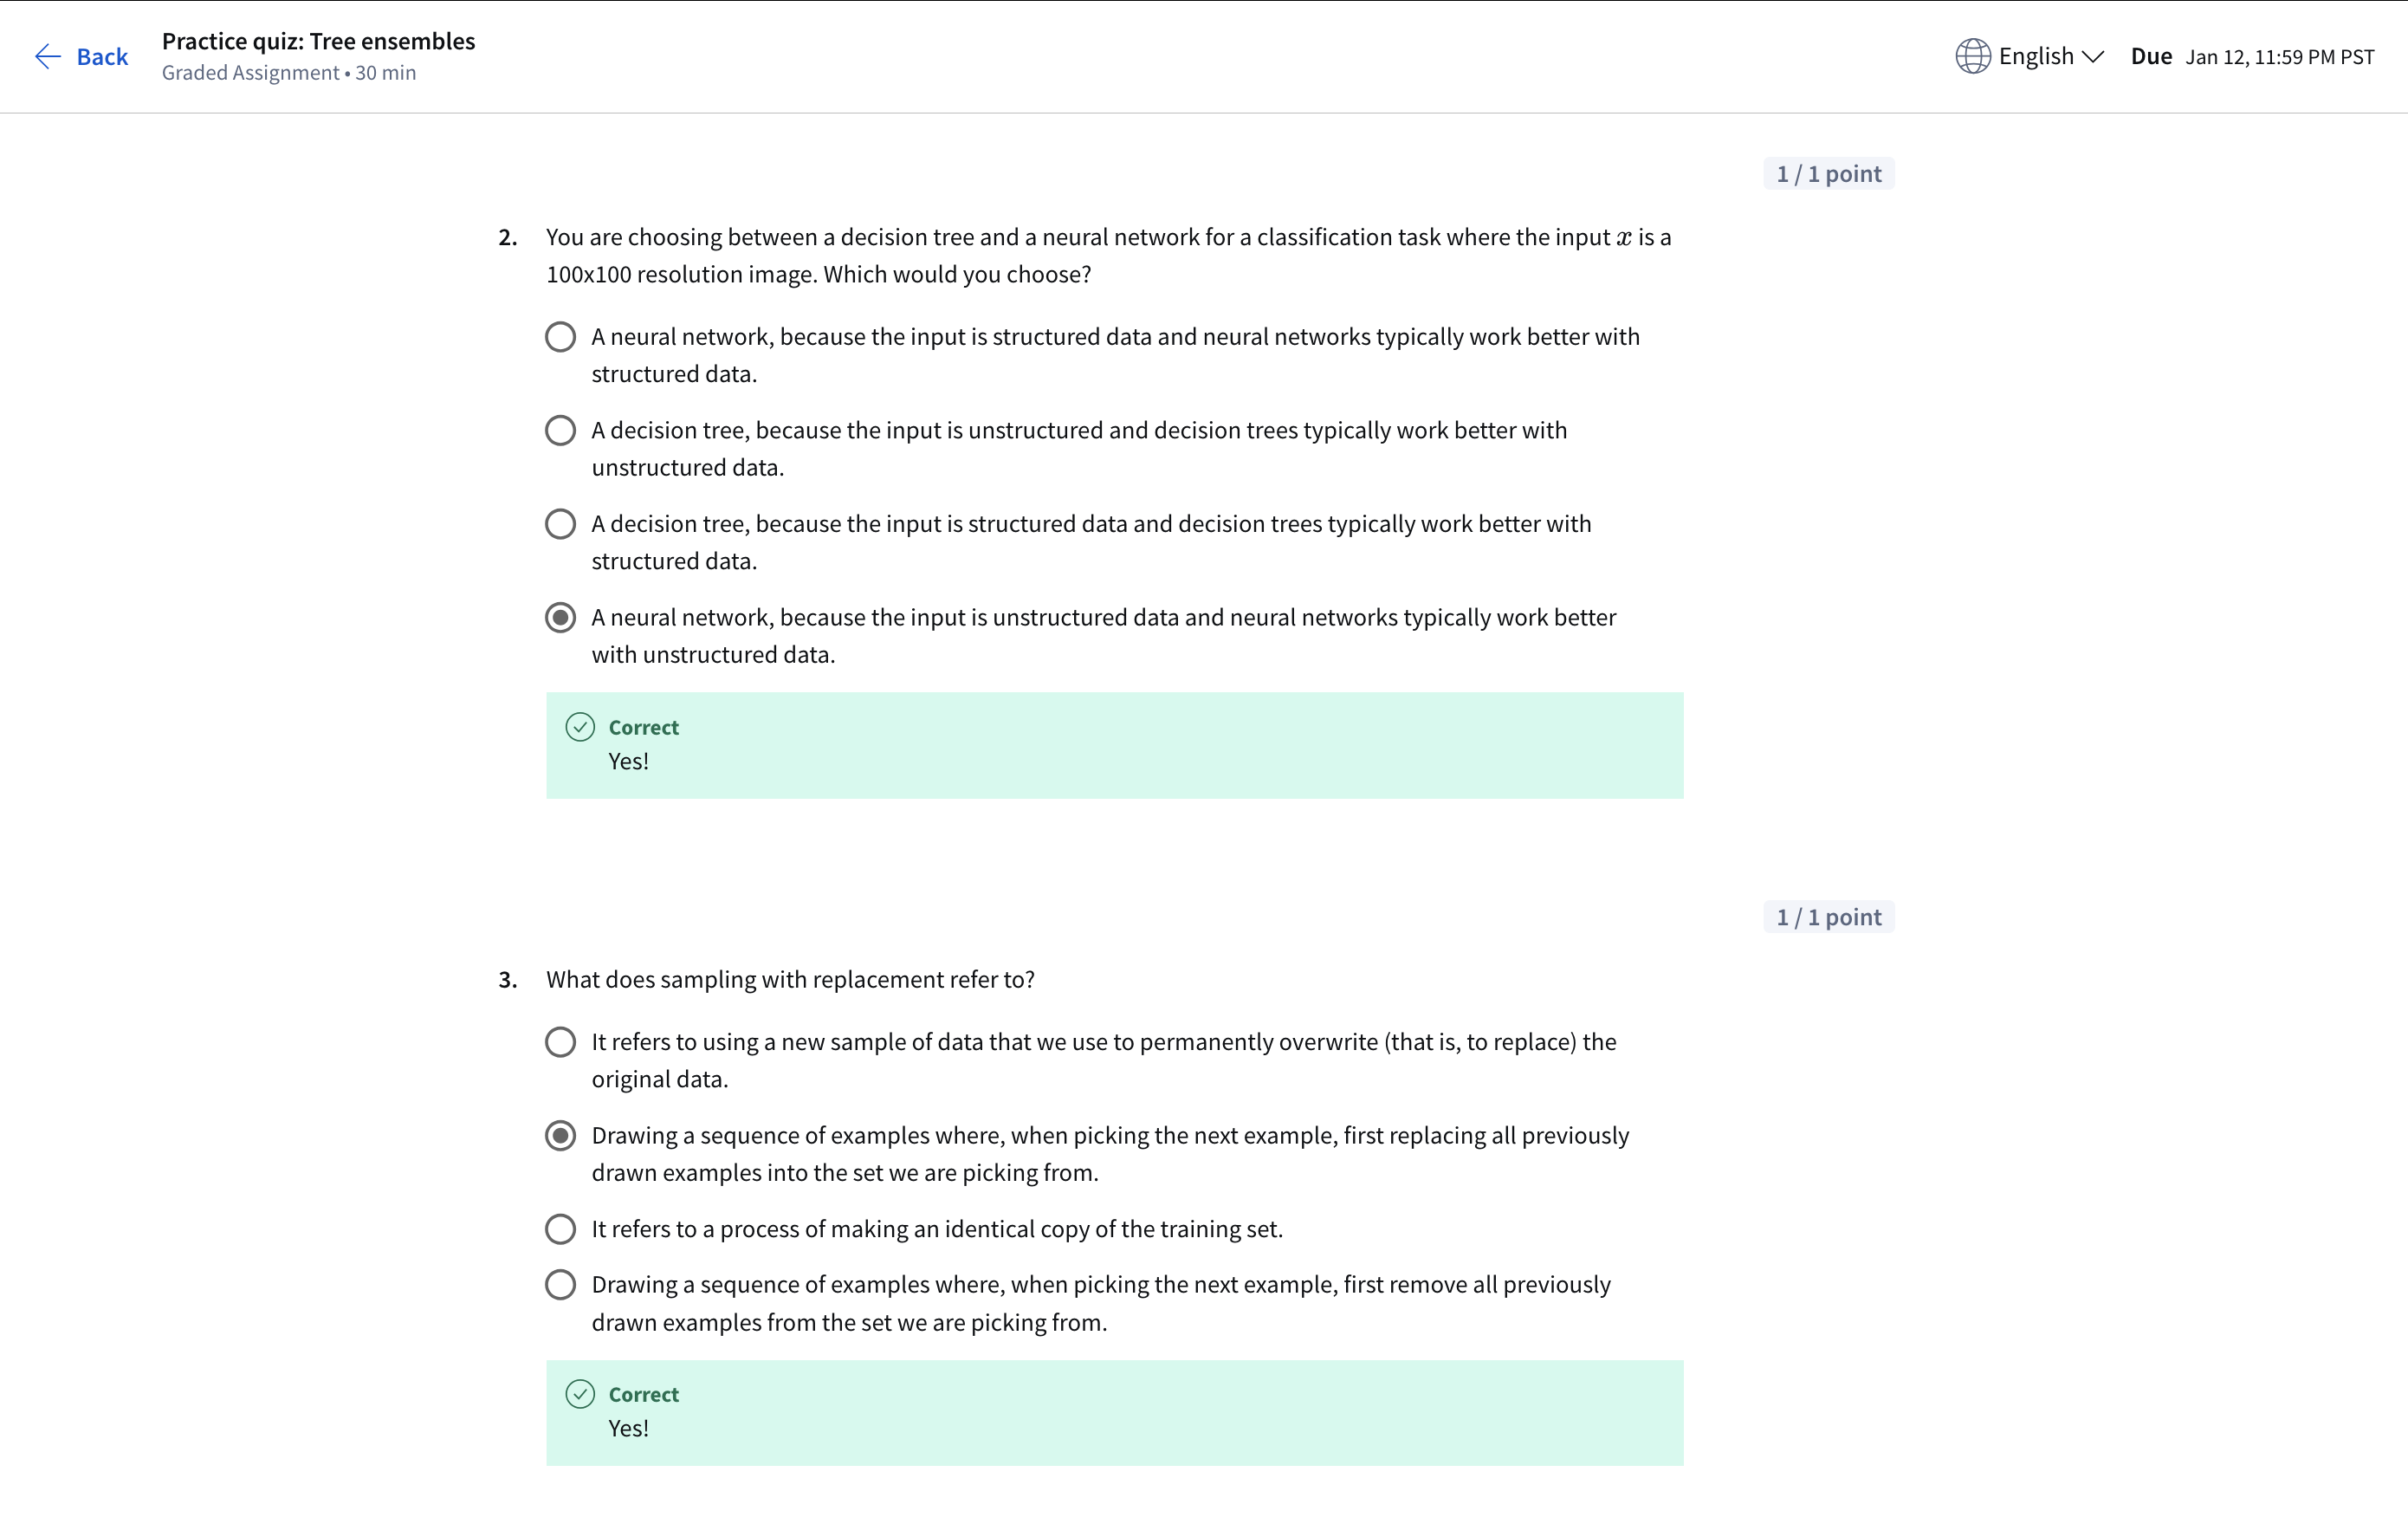 Back
Practice quiz: Tree ensembles
Graded Assignment • 30 min
English
Due Jan 12, 11:59 PM PST
1 / 1 point
2. You are choosing between a decision tree and a neural network for a classification task where the input x is a
100x100 resolution image. Which would you choose?
A neural network, because the input is structured data and neural networks typically work better with
structured data.
A decision tree, because the input is unstructured and decision trees typically work better with
unstructured data.
A decision tree, because the input is structured data and decision trees typically work better with
structured data.
A neural network, because the input is unstructured data and neural networks typically work better
with unstructured data.
Correct
Yes!
1 / 1 point
3. What does sampling with replacement refer to?
It refers to using a new sample of data that we use to permanently overwrite (that is, to replace) the
original data.
Drawing a sequence of examples where, when picking the next example, first replacing all previously
drawn examples into the set we are picking from.
It refers to a process of making an identical copy of the training set.
Drawing a sequence of examples where, when picking the next example, first remove all previously
drawn examples from the set we are picking from.
Correct
Yes!